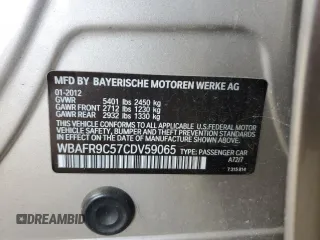 MFD BY BAYERISCHE MOTOREN WERKE AG
01-2012
GVWR 5401 lbs 2450 kg
GAWR FRONT 2712 lbs 1230 kg
GAWR REAR 2932 lbs 1330 kg
THIS VEHICLE CONFORMS TO ALL APPLICABLE FEDERAL MOTOR
VEHICLE SAFETY, BUMPER AND THEFT PREVENTION STANDARDS
IN EFFECT ON THE DATE OF MANUFACTURE SHOWN ABOVE.
WBAFR9C57CDV59065 TYPE: PASSENGER CAR
DREAMBID